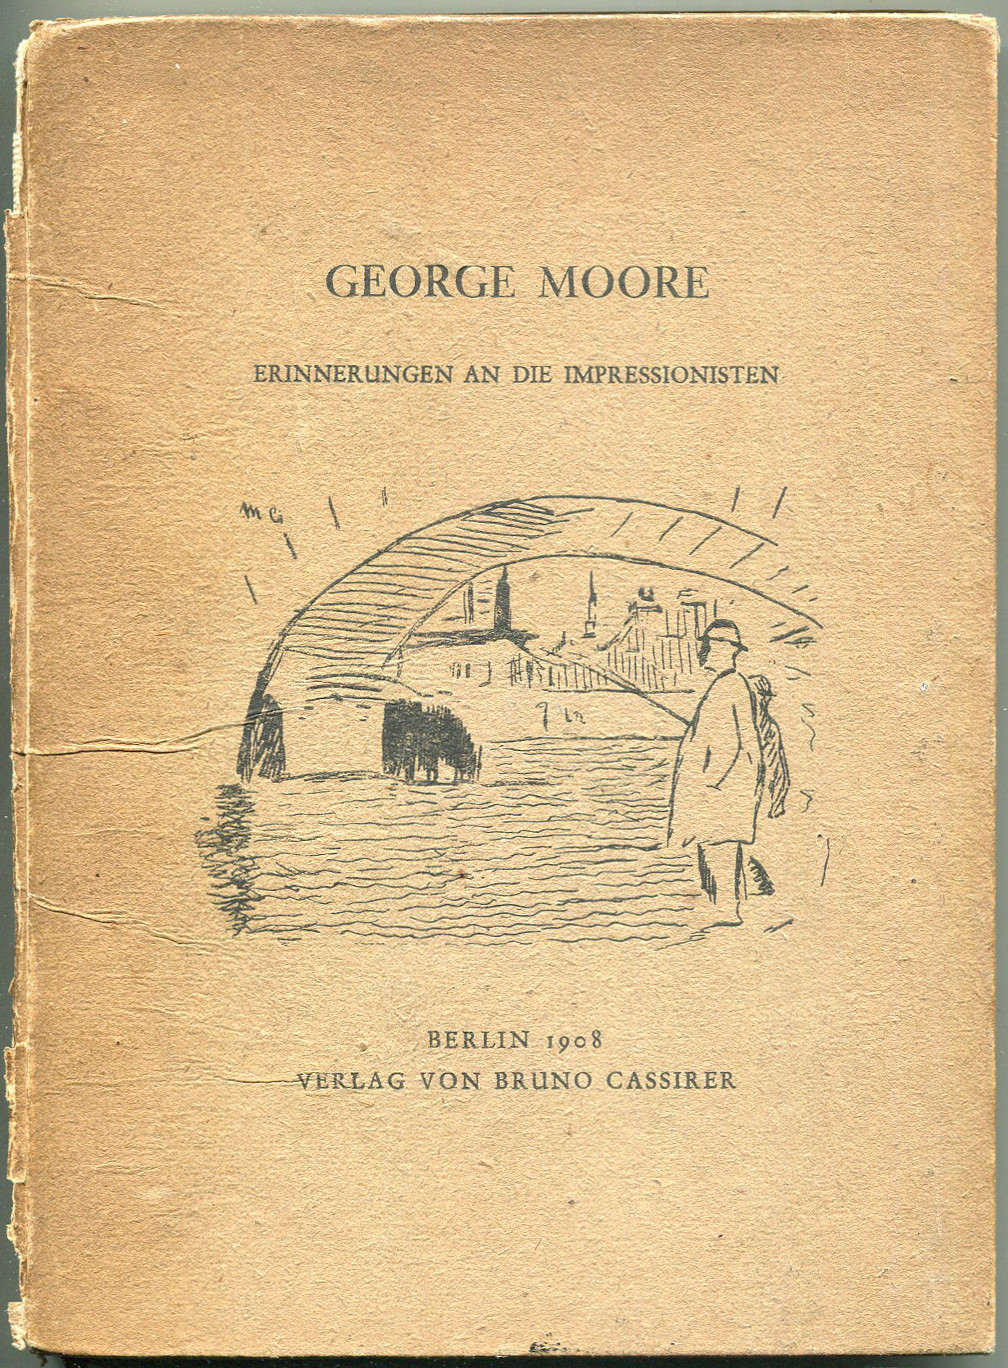 GEORGE MOORE
ERINNERUNGEN AN DIE IMPRESSIONISTEN
BERLIN 1908
VERLAG VON BRUNO CASSIRER